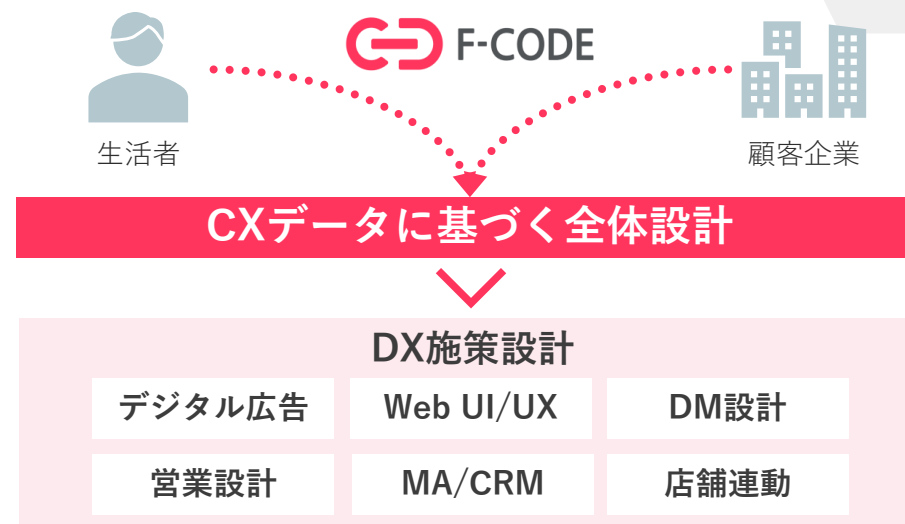 F-CODE
生活者
顧客企業
CXデータに基づく全体設計
DX施策設計
デジタル広告
Web UI/UX
DM設計
営業設計
MA/CRM
店舗連動